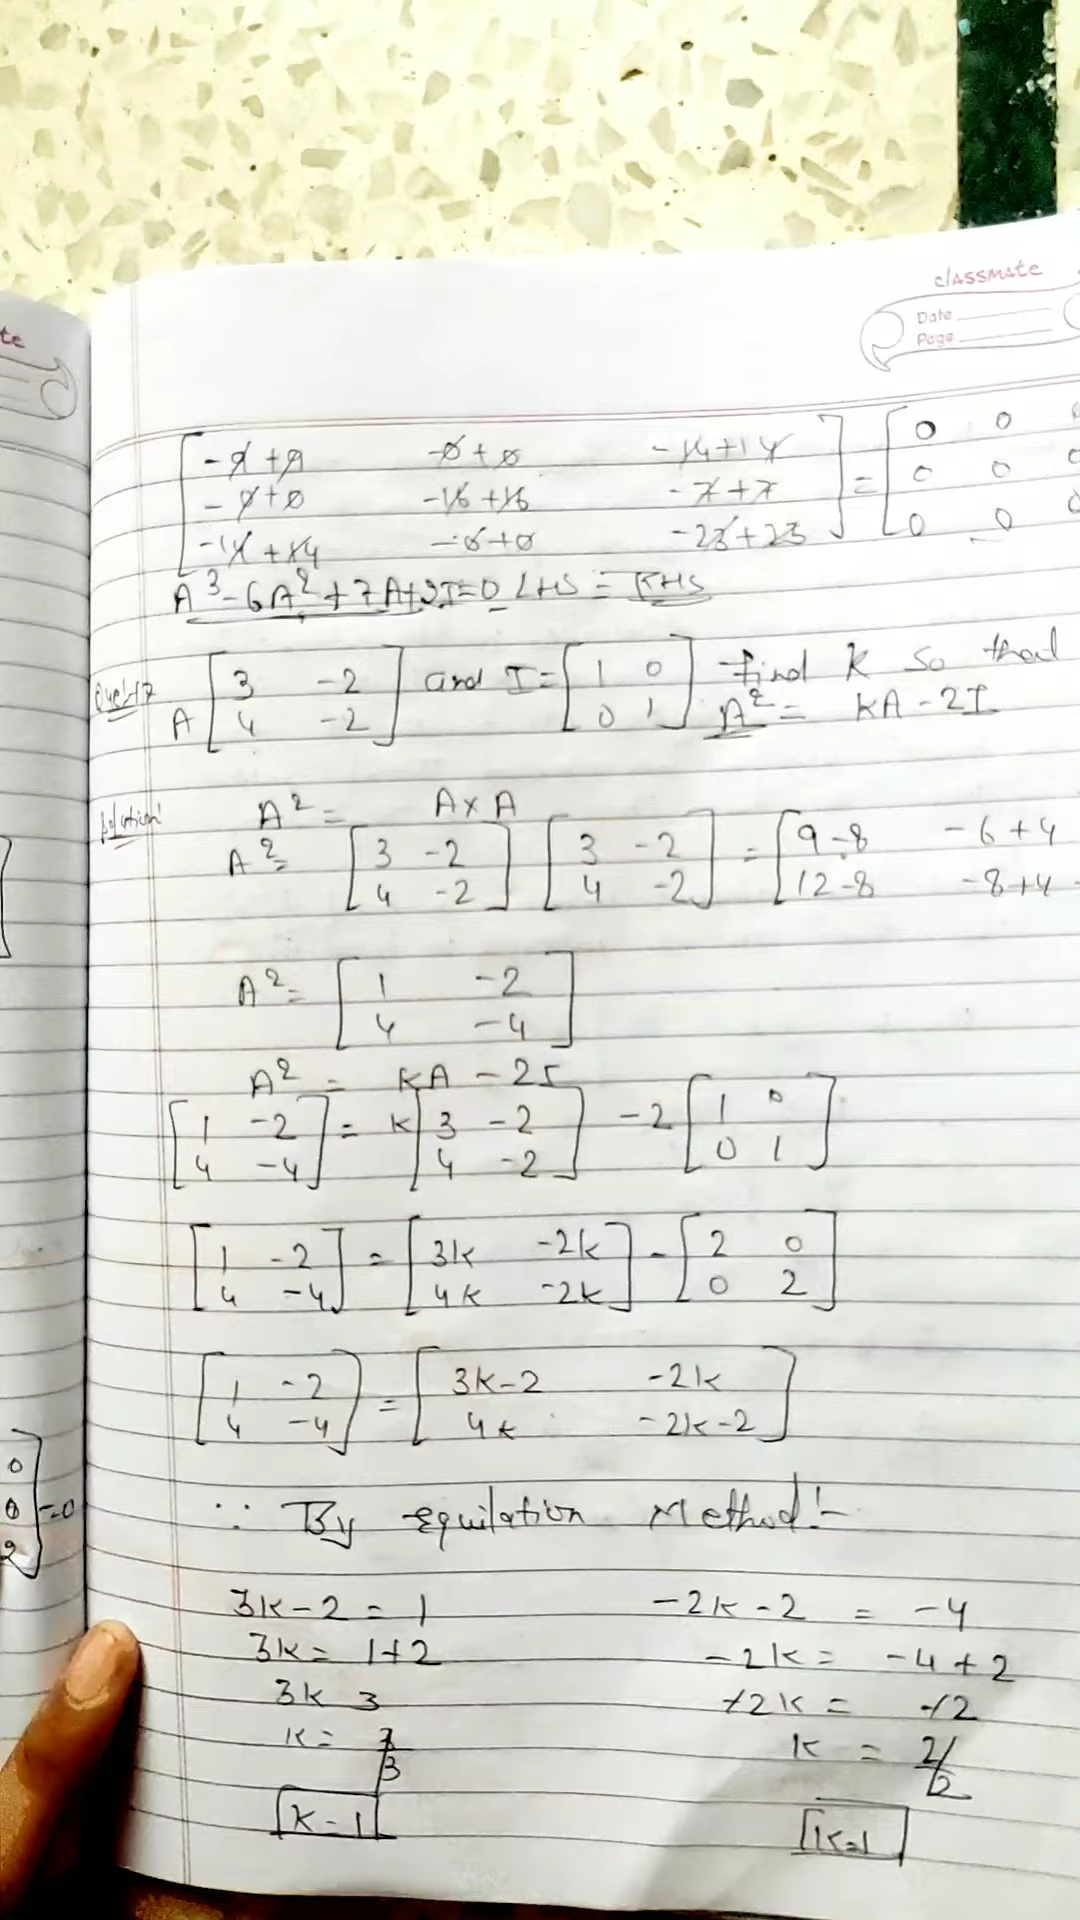 te
classmate
Date
Page
[-9+9 -0+0 -14+14] = [0 0
-0+0 -16+16 -7+7 0 0 0
-14+14 -0+0 -23+23] 0 0 0
A³-6A²+7A+2I=0 LHS = RHS
Que:-17 A [3 -2 and I = [1 0 find K so that
4 -2] 0 1] A² = KA-2I
Solution:
A² = A×A
A² = [3 -2 [3 -2 = [9-8 -6+4
4 -2] 4 -2] 12-8 -8+4
A² = [1 -2
4 -4]
A² = KA - 2I
[1 -2 = K [3 -2 -2 [1 0
4 -4] 4 -2] 0 1]
[1 -2 = [3K -2K - [2 0
4 -4] 4K -2K] 0 2]
[1 -2 = [3K-2 -2K
4 -4] 4K -2K-2]
0
0 =0
2
∵ By equilation Method:-
3K-2 = 1 -2K-2 = -4
3K = 1+2 -2K = -4+2
3K 3 -2K = -2
K = 3/3 K = 2/2
K-1 K=1